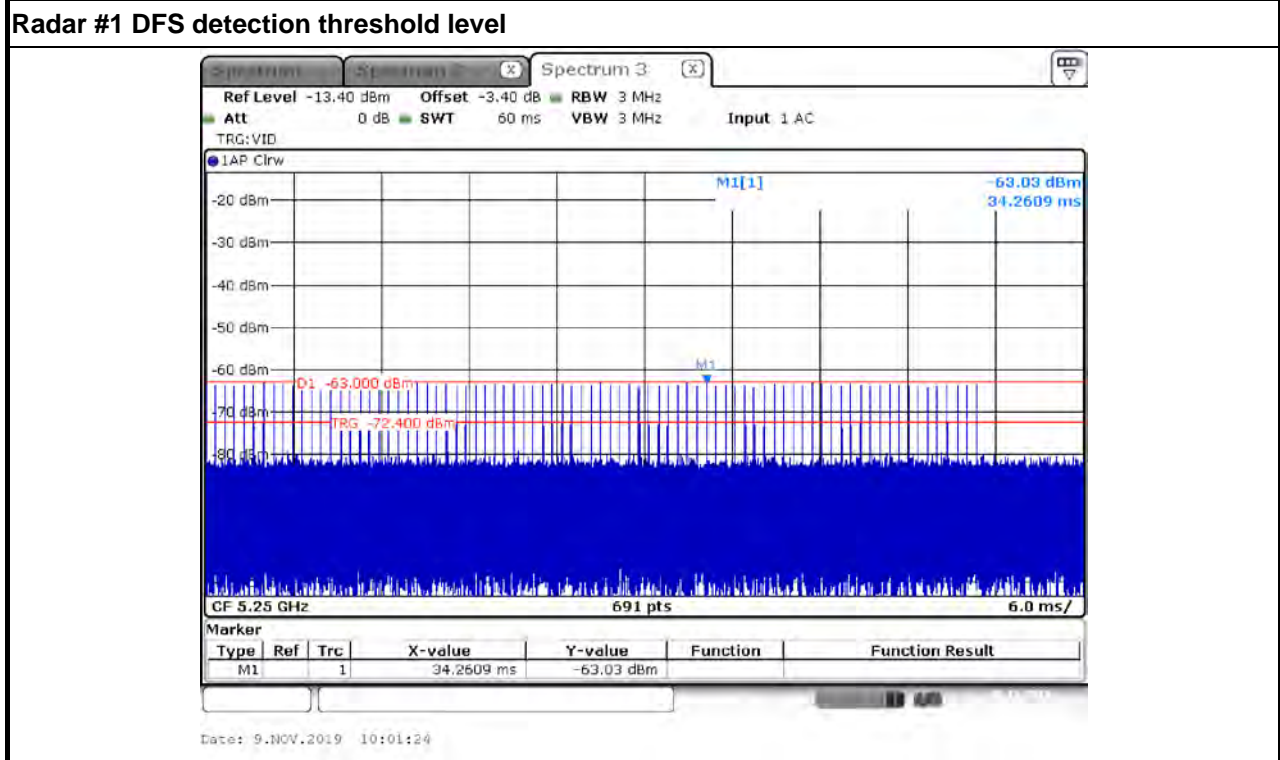 Radar #1 DFS detection threshold level
Spectrum Spectrum 2 X Spectrum 3 X
Ref Level -13.40 dBm Offset -3.40 dB RBW 3 MHz
Att 0 dB SWT 60 ms VBW 3 MHz Input 1 AC
TRG:VID
1AP Clrw
M1[1] -63.03 dBm
34.2609 ms
-20 dBm
-30 dBm
-40 dBm
-50 dBm
-60 dBm
M1
D1 -63.000 dBm
-70 dBm
TRG -72.400 dBm
-80 dBm
CF 5.25 GHz 691 pts 6.0 ms/
Marker
Type Ref Trc X-value Y-value Function Function Result
M1 1 34.2609 ms -63.03 dBm
Date: 9.NOV.2019 10:01:24